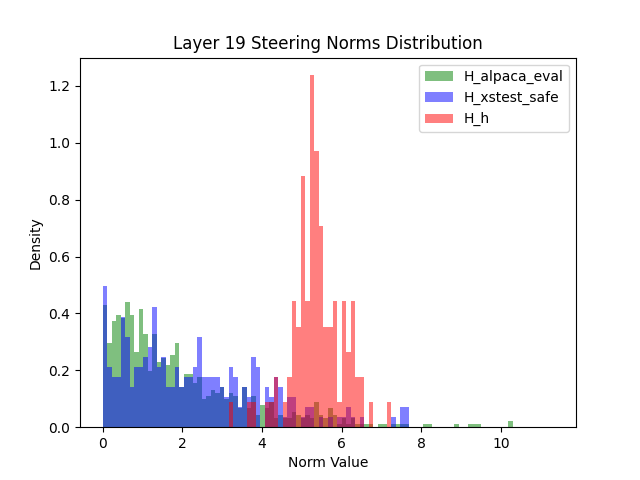 Layer 19 Steering Norms Distribution
H_alpaca_eval
H_xstest_safe
H_h
Density
1.2
1.0
0.8
0.6
0.4
0.2
0.0
0 2 4 6 8 10
Norm Value